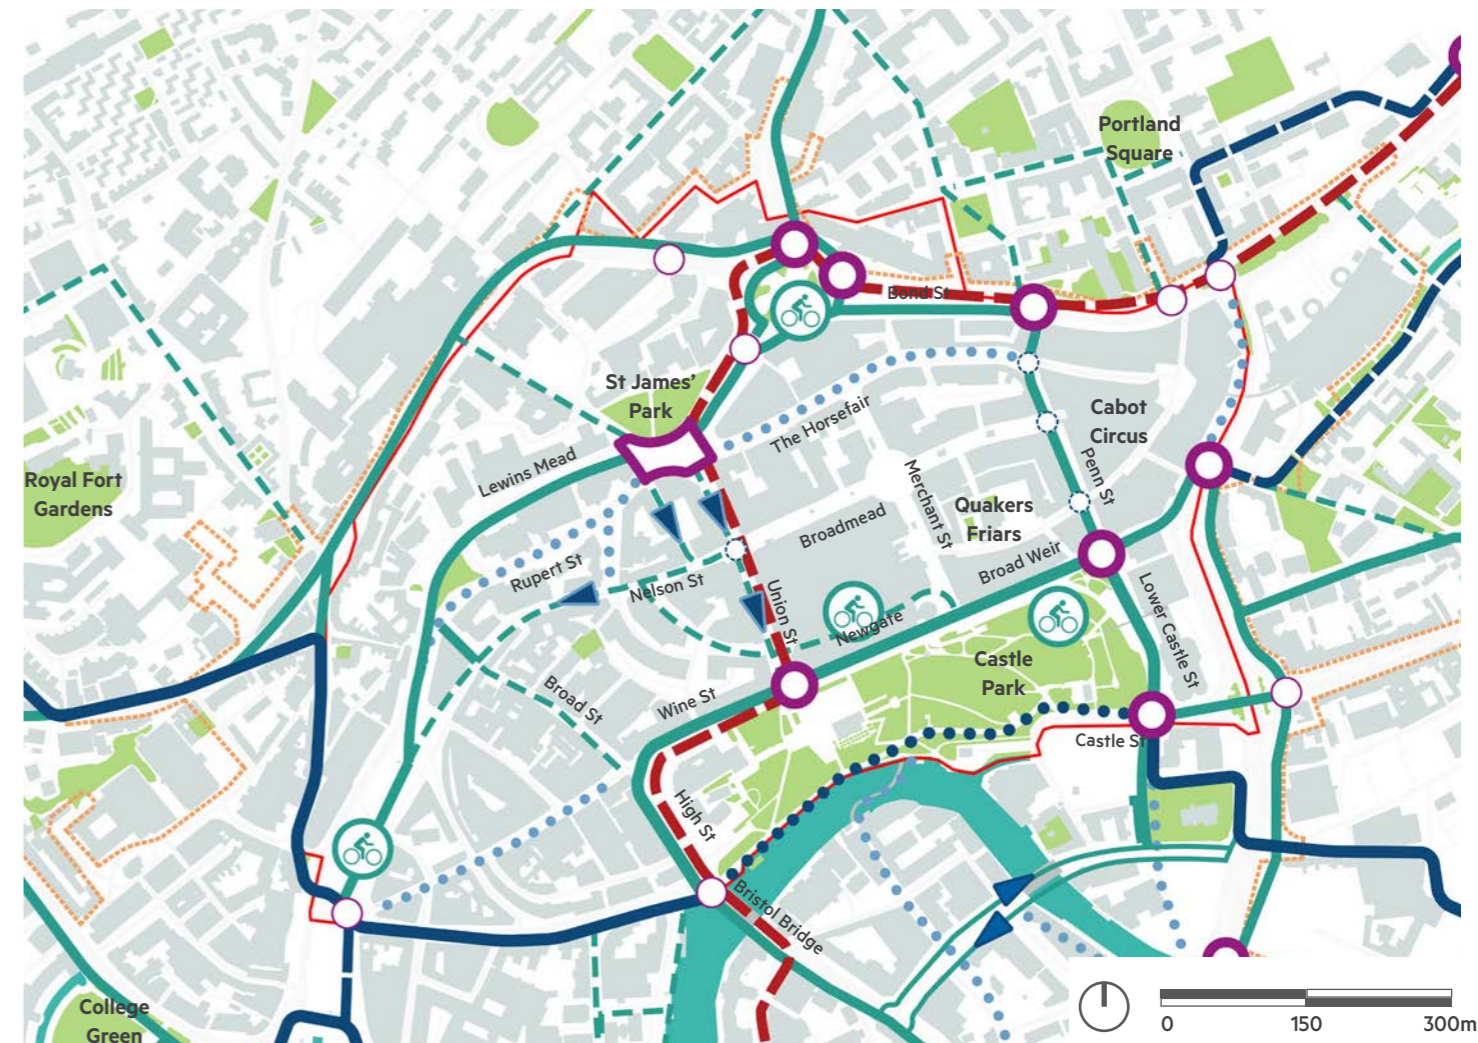 Portland
Square
Bond St
St James'
Park
The Horsefair
Cabot
Circus
Lewins Mead
Penn St
Royal Fort
Gardens
Merchant St
Quakers
Friars
Broadmead
Broad Weir
Rupert St
Nelson St
Union St
Newgate
Lower Castle St
Castle
Park
Broad St
Wine St
Castle St
High St
Bristol Bridge
College
Green
0 150 300m